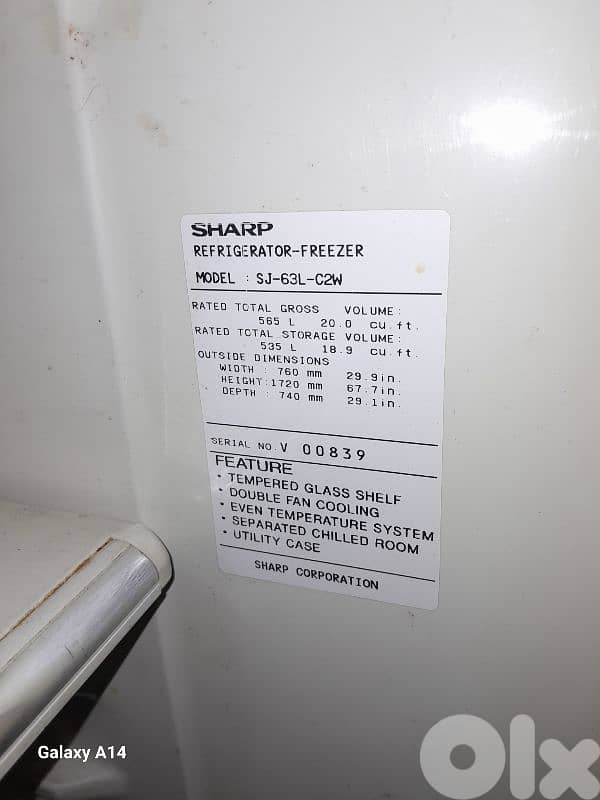 SHARP
REFRIGERATOR-FREEZER
MODEL : SJ-63L-C2W
RATED TOTAL GROSS VOLUME:
565 L 20.0 cu.ft.
RATED TOTAL STORAGE VOLUME:
535 L 18.9 cu.ft.
OUTSIDE DIMENSIONS
WIDTH : 760 mm 29.9in.
HEIGHT:1720 mm 67.7in.
DEPTH : 740 mm 29.1in.
SERIAL NO.V 00839
FEATURE
• TEMPERED GLASS SHELF
• DOUBLE FAN COOLING
• EVEN TEMPERATURE SYSTEM
• SEPARATED CHILLED ROOM
• UTILITY CASE
SHARP CORPORATION
Galaxy A14
Olx